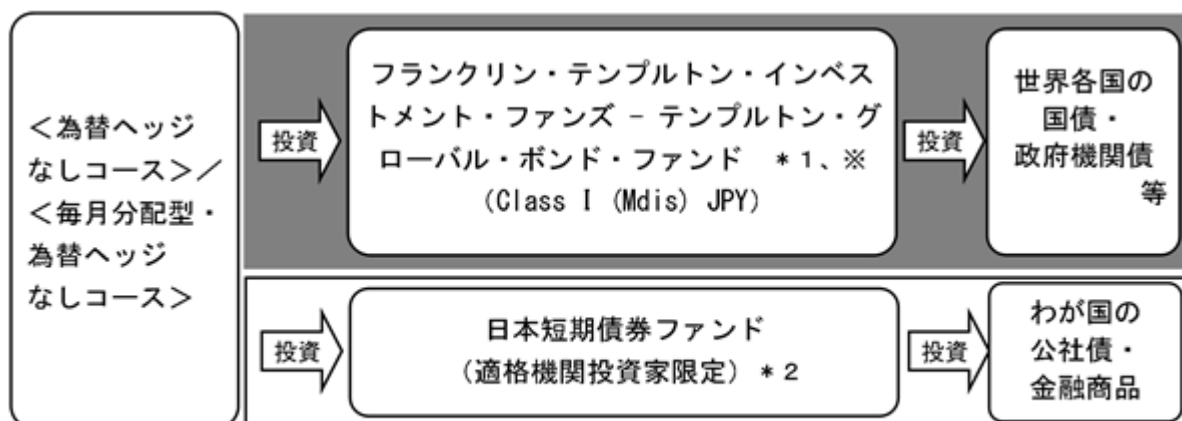 ＜為替ヘッジ
なしコース＞／
＜毎月分配型・
為替ヘッジ
なしコース＞
投資
フランクリン・テンプルトン・インベス
トメント・ファンズ － テンプルトン・グ
ローバル・ボンド・ファンド ＊１、※
(Class I (Mdis) JPY)
投資
世界各国の
国債・
政府機関債
等
投資
日本短期債券ファンド
（適格機関投資家限定）＊２
投資
わが国の
公社債・
金融商品